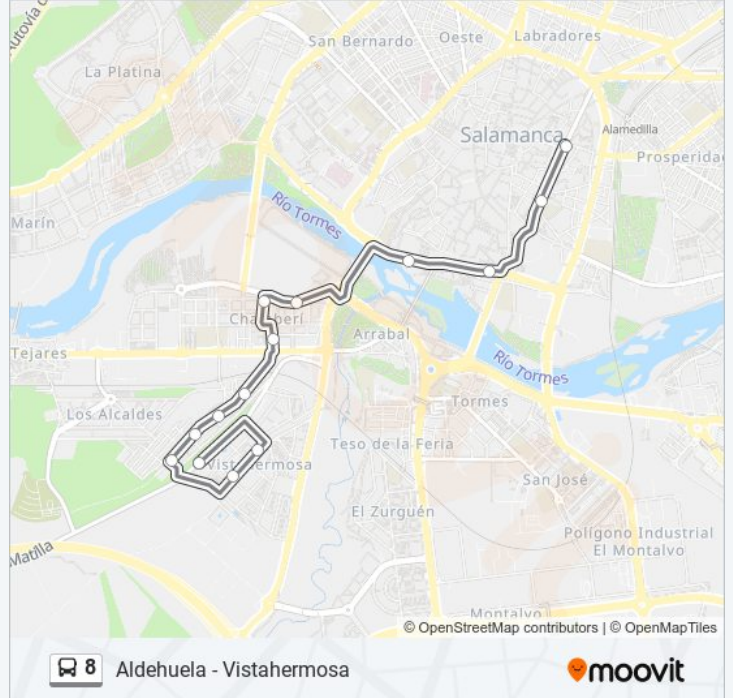 Autovía
San Bernardo
Oeste
Labradores
La Platina
Salamanca
Alamedilla
Prosperida
Marín
Río Tormes
Chamberí
Tejares
Arrabal
Río Tormes
Los Alcaldes
Tormes
Teso de la Feria
Vistahermosa
San José
El Zurguén
Polígono Industrial
El Montalvo
Matilla
Montalvo
© OpenStreetMap contributors | © OpenMapTiles
8 Aldehuela - Vistahermosa
moovit